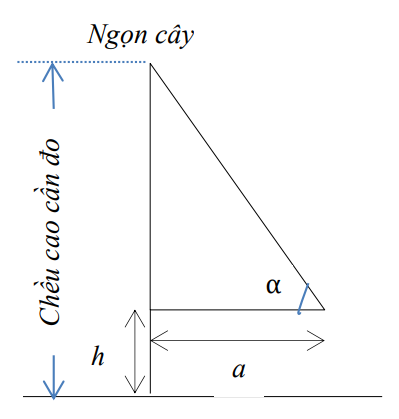 Ngọn cây
Chều cao cần đo
α
h
a